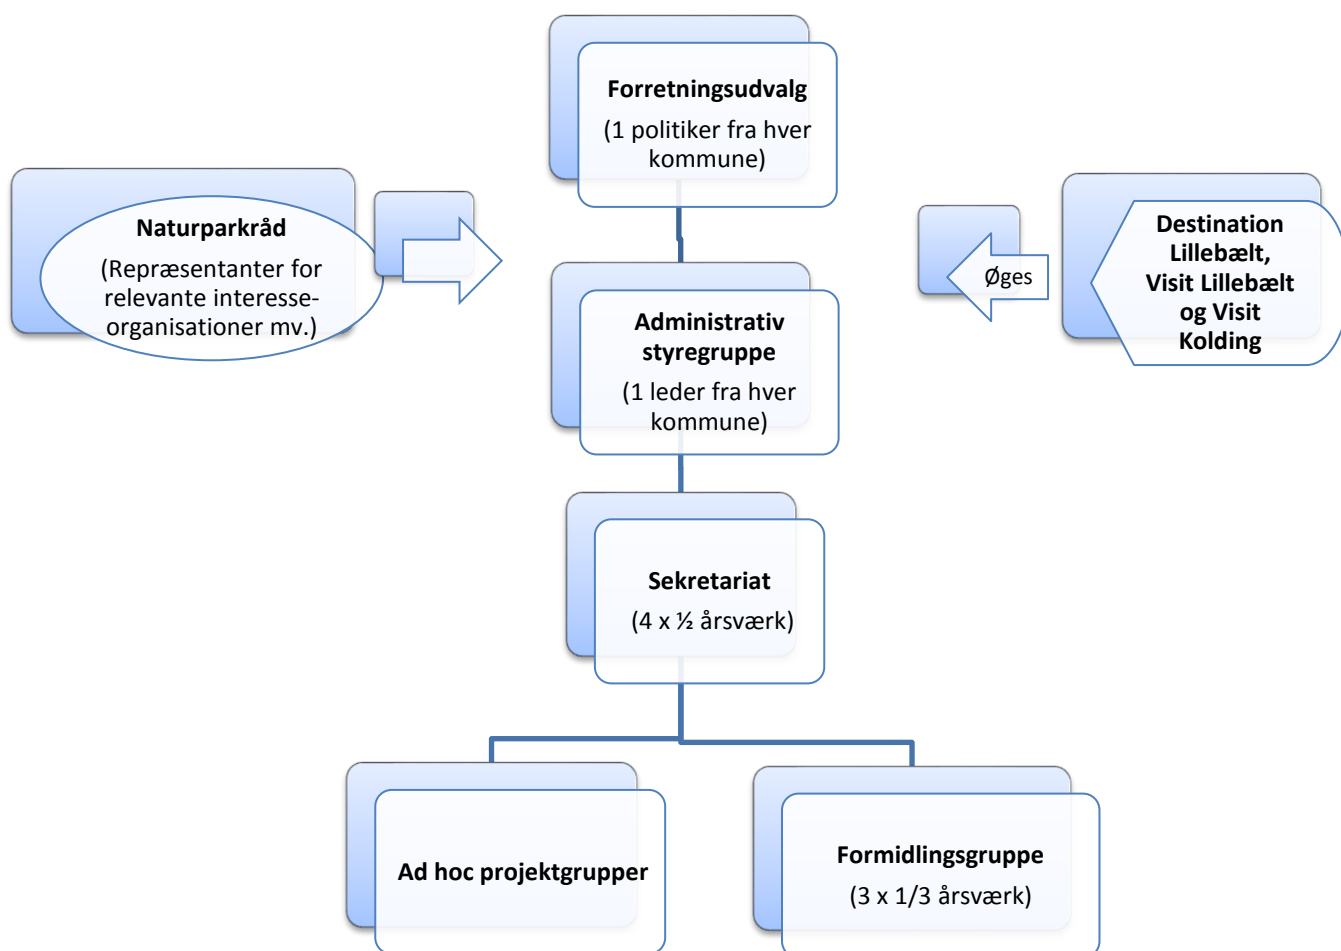 Forretningsudvalg
(1 politiker fra hver
kommune)
Naturparkråd
(Repræsentanter for
relevante interesse-
organisationer mv.)
Øges
Destination
Lillebælt,
Visit Lillebælt
og Visit
Kolding
Administrativ
styregruppe
(1 leder fra hver
kommune)
Sekretariat
(4 x ½ årsværk)
Ad hoc projektgrupper
Formidlingsgruppe
(3 x 1/3 årsværk)